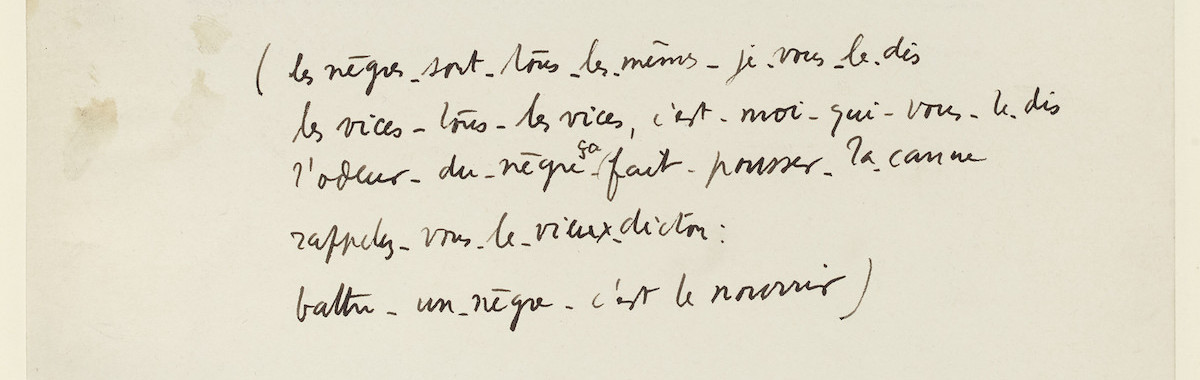 (les nègres-sont-tous-les-mêmes-je-vous-le-dis
les vices-tous-les vices, c'est-moi-qui-vous-le-dis
l'odeur-du-nègre-ça fait-pousser-la canne
rappelez-vous-le-vieux-dicton:
battre-un-nègre-c'est le nourrir)